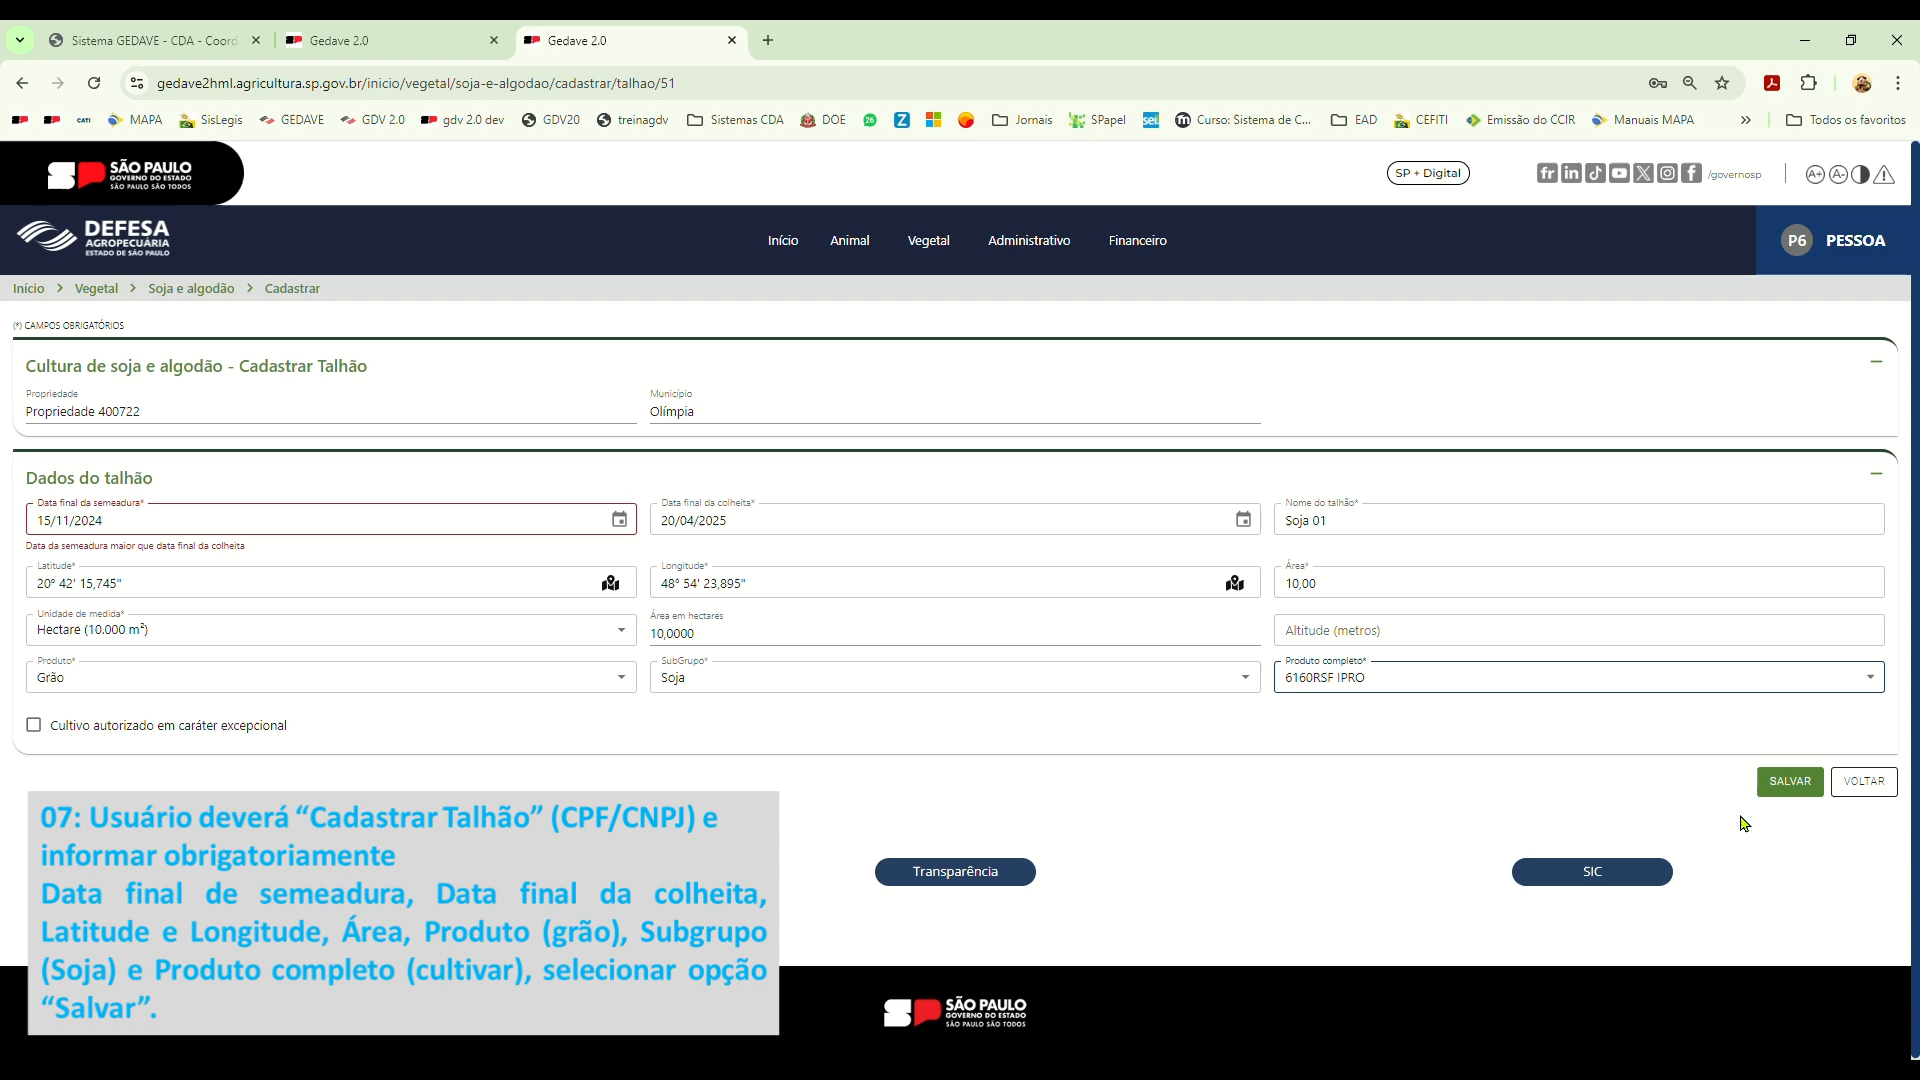 Sistema GEDAVE - CDA - Coord
Gedave 2.0
Gedave 2.0
gedave2hml.agricultura.sp.gov.br/inicio/vegetal/soja-e-algodao/cadastrar/talhao/51
CATI
MAPA
SisLegis
GEDAVE
GDV 2.0
gdv 2.0 dev
GDV20
treinagdv
Sistemas CDA
DOE
26
Jornais
SPapel
sei
Curso: Sistema de C...
EAD
CEFITI
Emissão do CCIR
Manuais MAPA
Todos os favoritos
SÃO PAULO
GOVERNO DO ESTADO
SÃO PAULO SÃO TODOS
SP + Digital
/governosp
A+ A-
DEFESA
AGROPECUÁRIA
ESTADO DE SÃO PAULO
Início Animal Vegetal Administrativo Financeiro
P6 PESSOA
Início > Vegetal > Soja e algodão > Cadastrar
(*) CAMPOS OBRIGATÓRIOS
Cultura de soja e algodão - Cadastrar Talhão
Propriedade
Propriedade 400722
Município
Olímpia
Dados do talhão
Data final da semeadura*
15/11/2024
Data da semeadura maior que data final da colheita
Data final da colheita*
20/04/2025
Nome do talhão*
Soja 01
Latitude*
20° 42' 15,745"
Longitude*
48° 54' 23,895"
Área*
10,00
Unidade de medida*
Hectare (10.000 m²)
Área em hectares
10,0000
Altitude (metros)
Produto*
Grão
SubGrupo*
Soja
Produto completo*
6160RSF IPRO
Cultivo autorizado em caráter excepcional
SALVAR
VOLTAR
07: Usuário deverá “Cadastrar Talhão” (CPF/CNPJ) e
informar obrigatoriamente
Data final de semeadura, Data final da colheita,
Latitude e Longitude, Área, Produto (grão), Subgrupo
(Soja) e Produto completo (cultivar), selecionar opção
“Salvar”.
Transparência
SIC
SÃO PAULO
GOVERNO DO ESTADO
SÃO PAULO SÃO TODOS